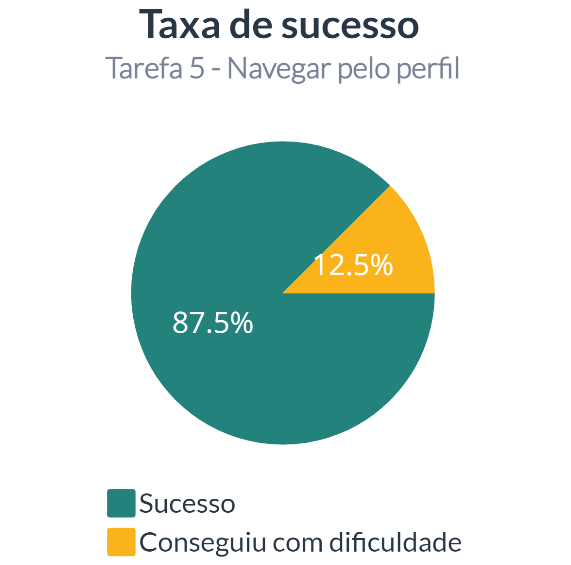 Taxa de sucesso
Tarefa 5 - Navegar pelo perfil
12.5%
87.5%
Sucesso
Conseguiu com dificuldade